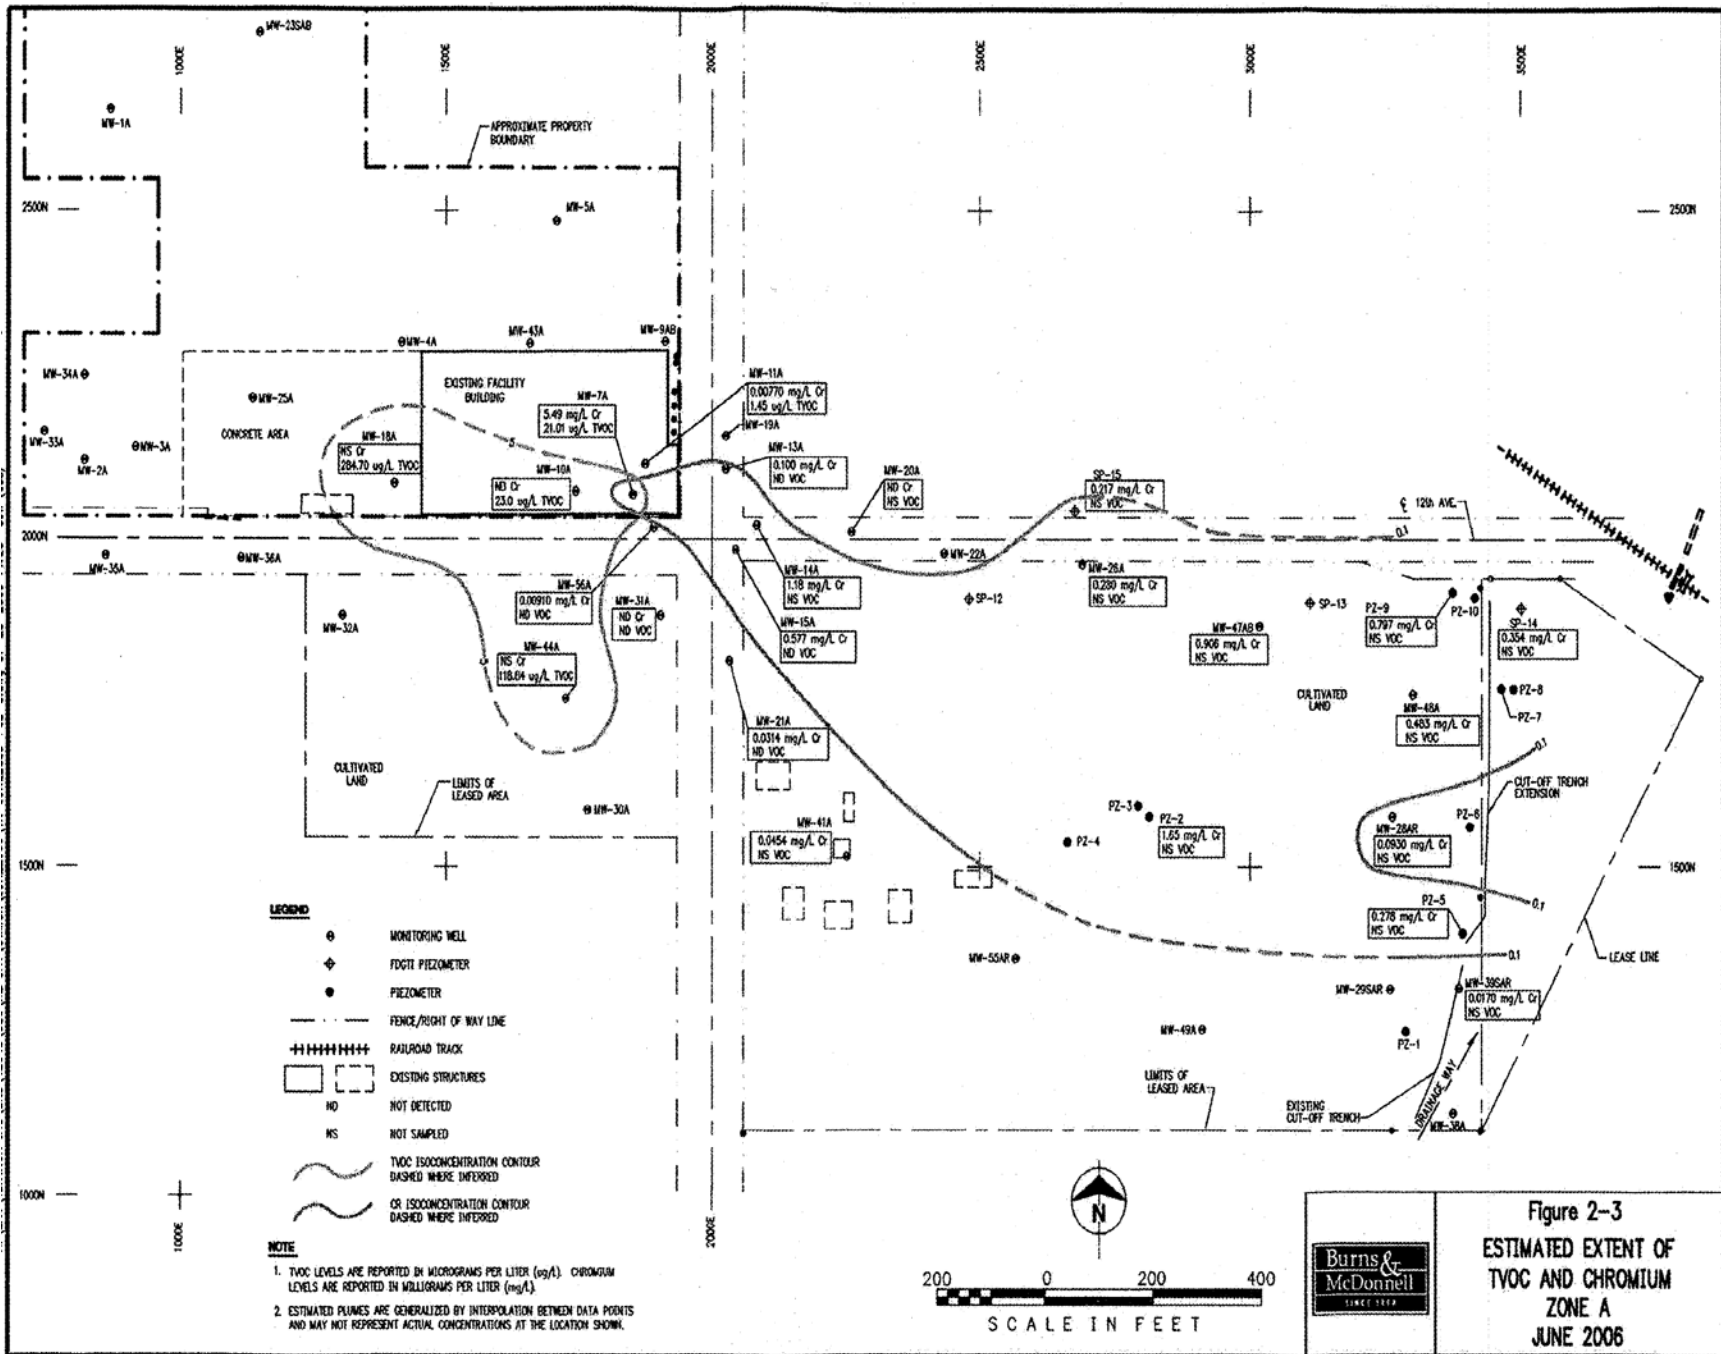 MW-23SAB
1000E
1500E
2000E
2500E
3000E
3500E
MW-1A
APPROXIMATE PROPERTY
BOUNDARY
2500N
MW-5A
2500N
MW-4A
MW-43A
MW-9AB
MW-34A
EXISTING FACILITY
BUILDING
MW-7A
5.49 mg/L Cr
21.01 ug/L TVOC
MW-11A
0.00770 mg/L Cr
1.45 ug/L TVOC
MW-25A
MW-19A
MW-33A
MW-3A
CONCRETE AREA
MW-2A
MW-18A
NS Cr
284.70 ug/L TVOC
5
MW-13A
0.100 mg/L Cr
ND VOC
MW-10A
ND Cr
23.0 ug/L TVOC
MW-20A
ND Cr
NS VOC
SP-15
0.217 mg/L Cr
NS VOC
℄ 12th AVE.
0.1
2000N
MW-35A
MW-36A
MW-22A
MW-14A
1.18 mg/L Cr
NS VOC
MW-26A
0.280 mg/L Cr
NS VOC
MW-56A
0.00910 mg/L Cr
ND VOC
MW-31A
ND Cr
ND VOC
SP-12
SP-13
PZ-9
0.797 mg/L Cr
NS VOC
PZ-10
SP-14
0.354 mg/L Cr
NS VOC
MW-32A
MW-15A
0.577 mg/L Cr
ND VOC
MW-47AB
0.906 mg/L Cr
NS VOC
MW-44A
NS Cr
118.64 ug/L TVOC
CULTIVATED
LAND
PZ-8
PZ-7
MW-48A
0.483 mg/L Cr
NS VOC
MW-21A
0.0314 mg/L Cr
ND VOC
0.1
CULTIVATED
LAND
LIMITS OF
LEASED AREA
CUT-OFF TRENCH
EXTENSION
MW-30A
PZ-3
PZ-2
1.65 mg/L Cr
NS VOC
PZ-4
MW-41A
0.0454 mg/L Cr
NS VOC
MW-28AR
0.0930 mg/L Cr
NS VOC
PZ-6
1500N
0.1
PZ-5
0.278 mg/L Cr
NS VOC
LEGEND
MONITORING WELL
FDGTI PIEZOMETER
PIEZOMETER
FENCE/RIGHT OF WAY LINE
RAILROAD TRACK
EXISTING STRUCTURES
ND NOT DETECTED
NS NOT SAMPLED
TVOC ISOCONCENTRATION CONTOUR
DASHED WHERE INFERRED
CR ISOCONCENTRATION CONTOUR
DASHED WHERE INFERRED
1500N
MW-55AR
0.1
LEASE LINE
MW-29SAR
MW-39SAR
0.0170 mg/L Cr
NS VOC
MW-49A
PZ-1
LIMITS OF
LEASED AREA
EXISTING
CUT-OFF TRENCH
DRAINAGE WAY
MW-38A
1000N
1000E
2000E
NOTE
1. TVOC LEVELS ARE REPORTED IN MICROGRAMS PER LITER (ug/L). CHROMIUM
LEVELS ARE REPORTED IN MILLIGRAMS PER LITER (mg/L).
2. ESTIMATED PLUMES ARE GENERALIZED BY INTERPOLATION BETWEEN DATA POINTS
AND MAY NOT REPRESENT ACTUAL CONCENTRATIONS AT THE LOCATION SHOWN.
N
200 0 200 400
SCALE IN FEET
Burns &
McDonnell
SINCE 1898
Figure 2-3
ESTIMATED EXTENT OF
TVOC AND CHROMIUM
ZONE A
JUNE 2006